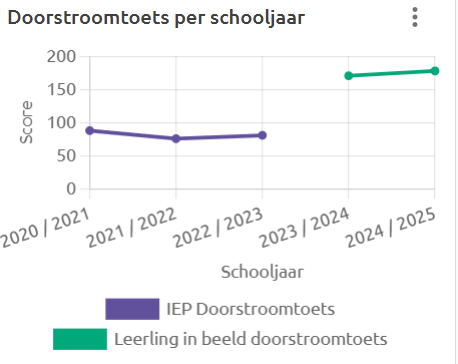 Doorstroomtoets per schooljaar
200
150
100
50
0
Score
2020 / 2021
2021 / 2022
2022 / 2023
2023 / 2024
2024 / 2025
Schooljaar
IEP Doorstroomtoets
Leerling in beeld doorstroomtoets